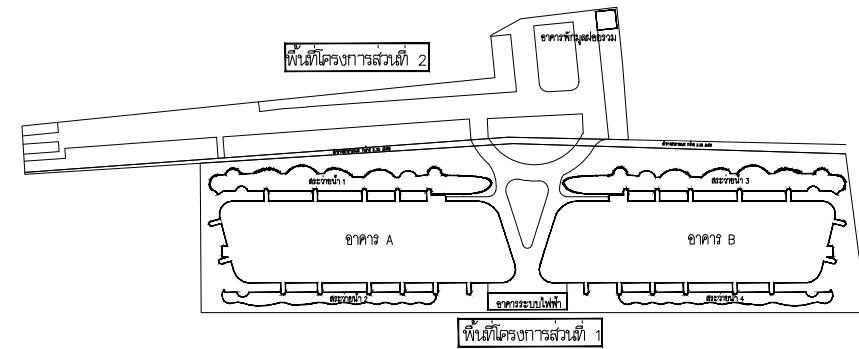 อาคารพักมูลฝอยรวม
พื้นที่โครงการส่วนที่ 2
สระว่ายน้ำ 1
สระว่ายน้ำ 3
อาคาร A
อาคาร B
สระว่ายน้ำ 2
อาคารระบบไฟฟ้า
สระว่ายน้ำ 4
พื้นที่โครงการส่วนที่ 1